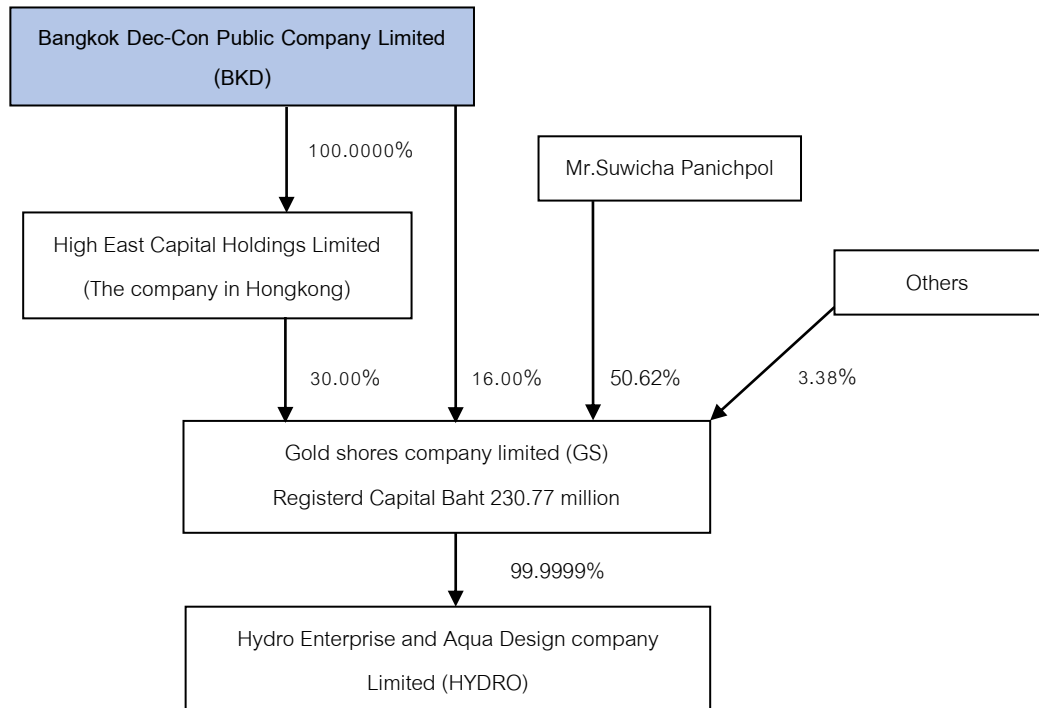 Bangkok Dec-Con Public Company Limited
(BKD)
100.0000%
Mr.Suwicha Panichpol
High East Capital Holdings Limited
(The company in Hongkong)
Others
30.00%
16.00%
50.62%
3.38%
Gold shores company limited (GS)
Registerd Capital Baht 230.77 million
99.9999%
Hydro Enterprise and Aqua Design company
Limited (HYDRO)